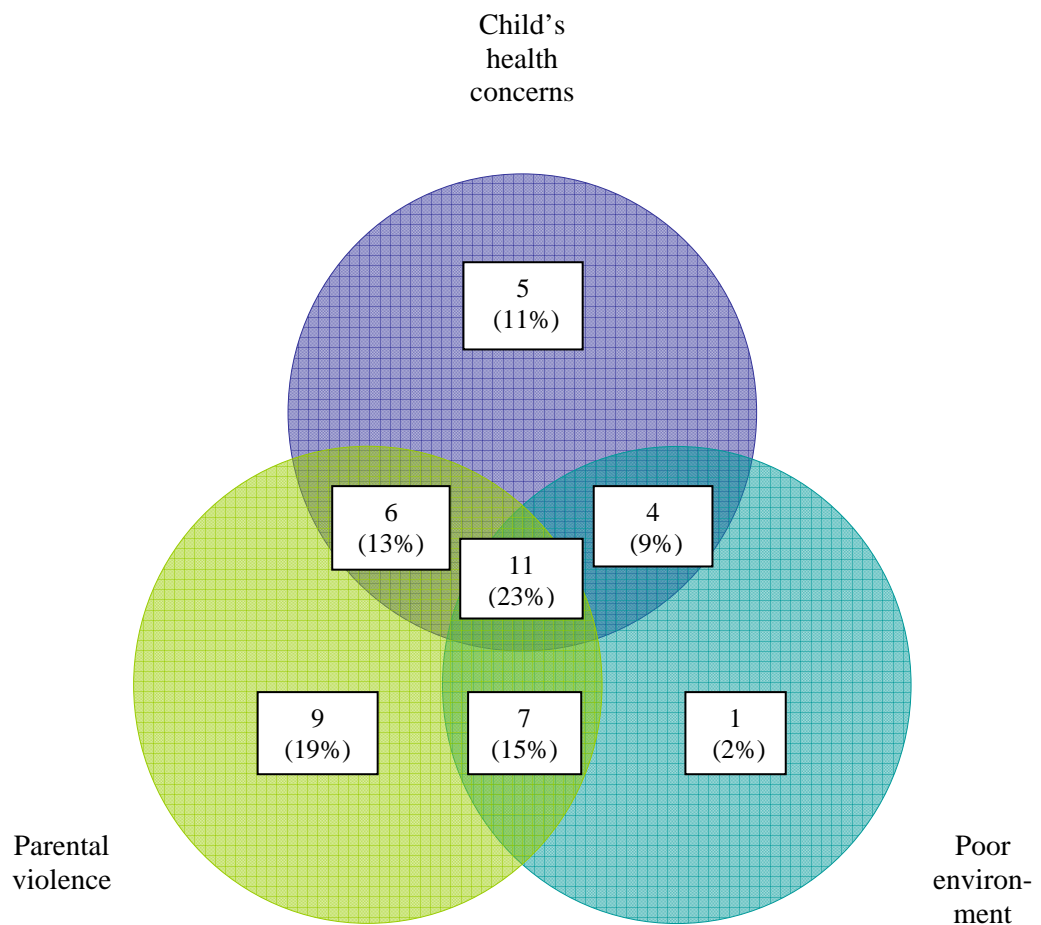 Child’s
health
concerns
5
(11%)
6
(13%)
4
(9%)
11
(23%)
9
(19%)
7
(15%)
1
(2%)
Parental
violence
Poor
environ-
ment